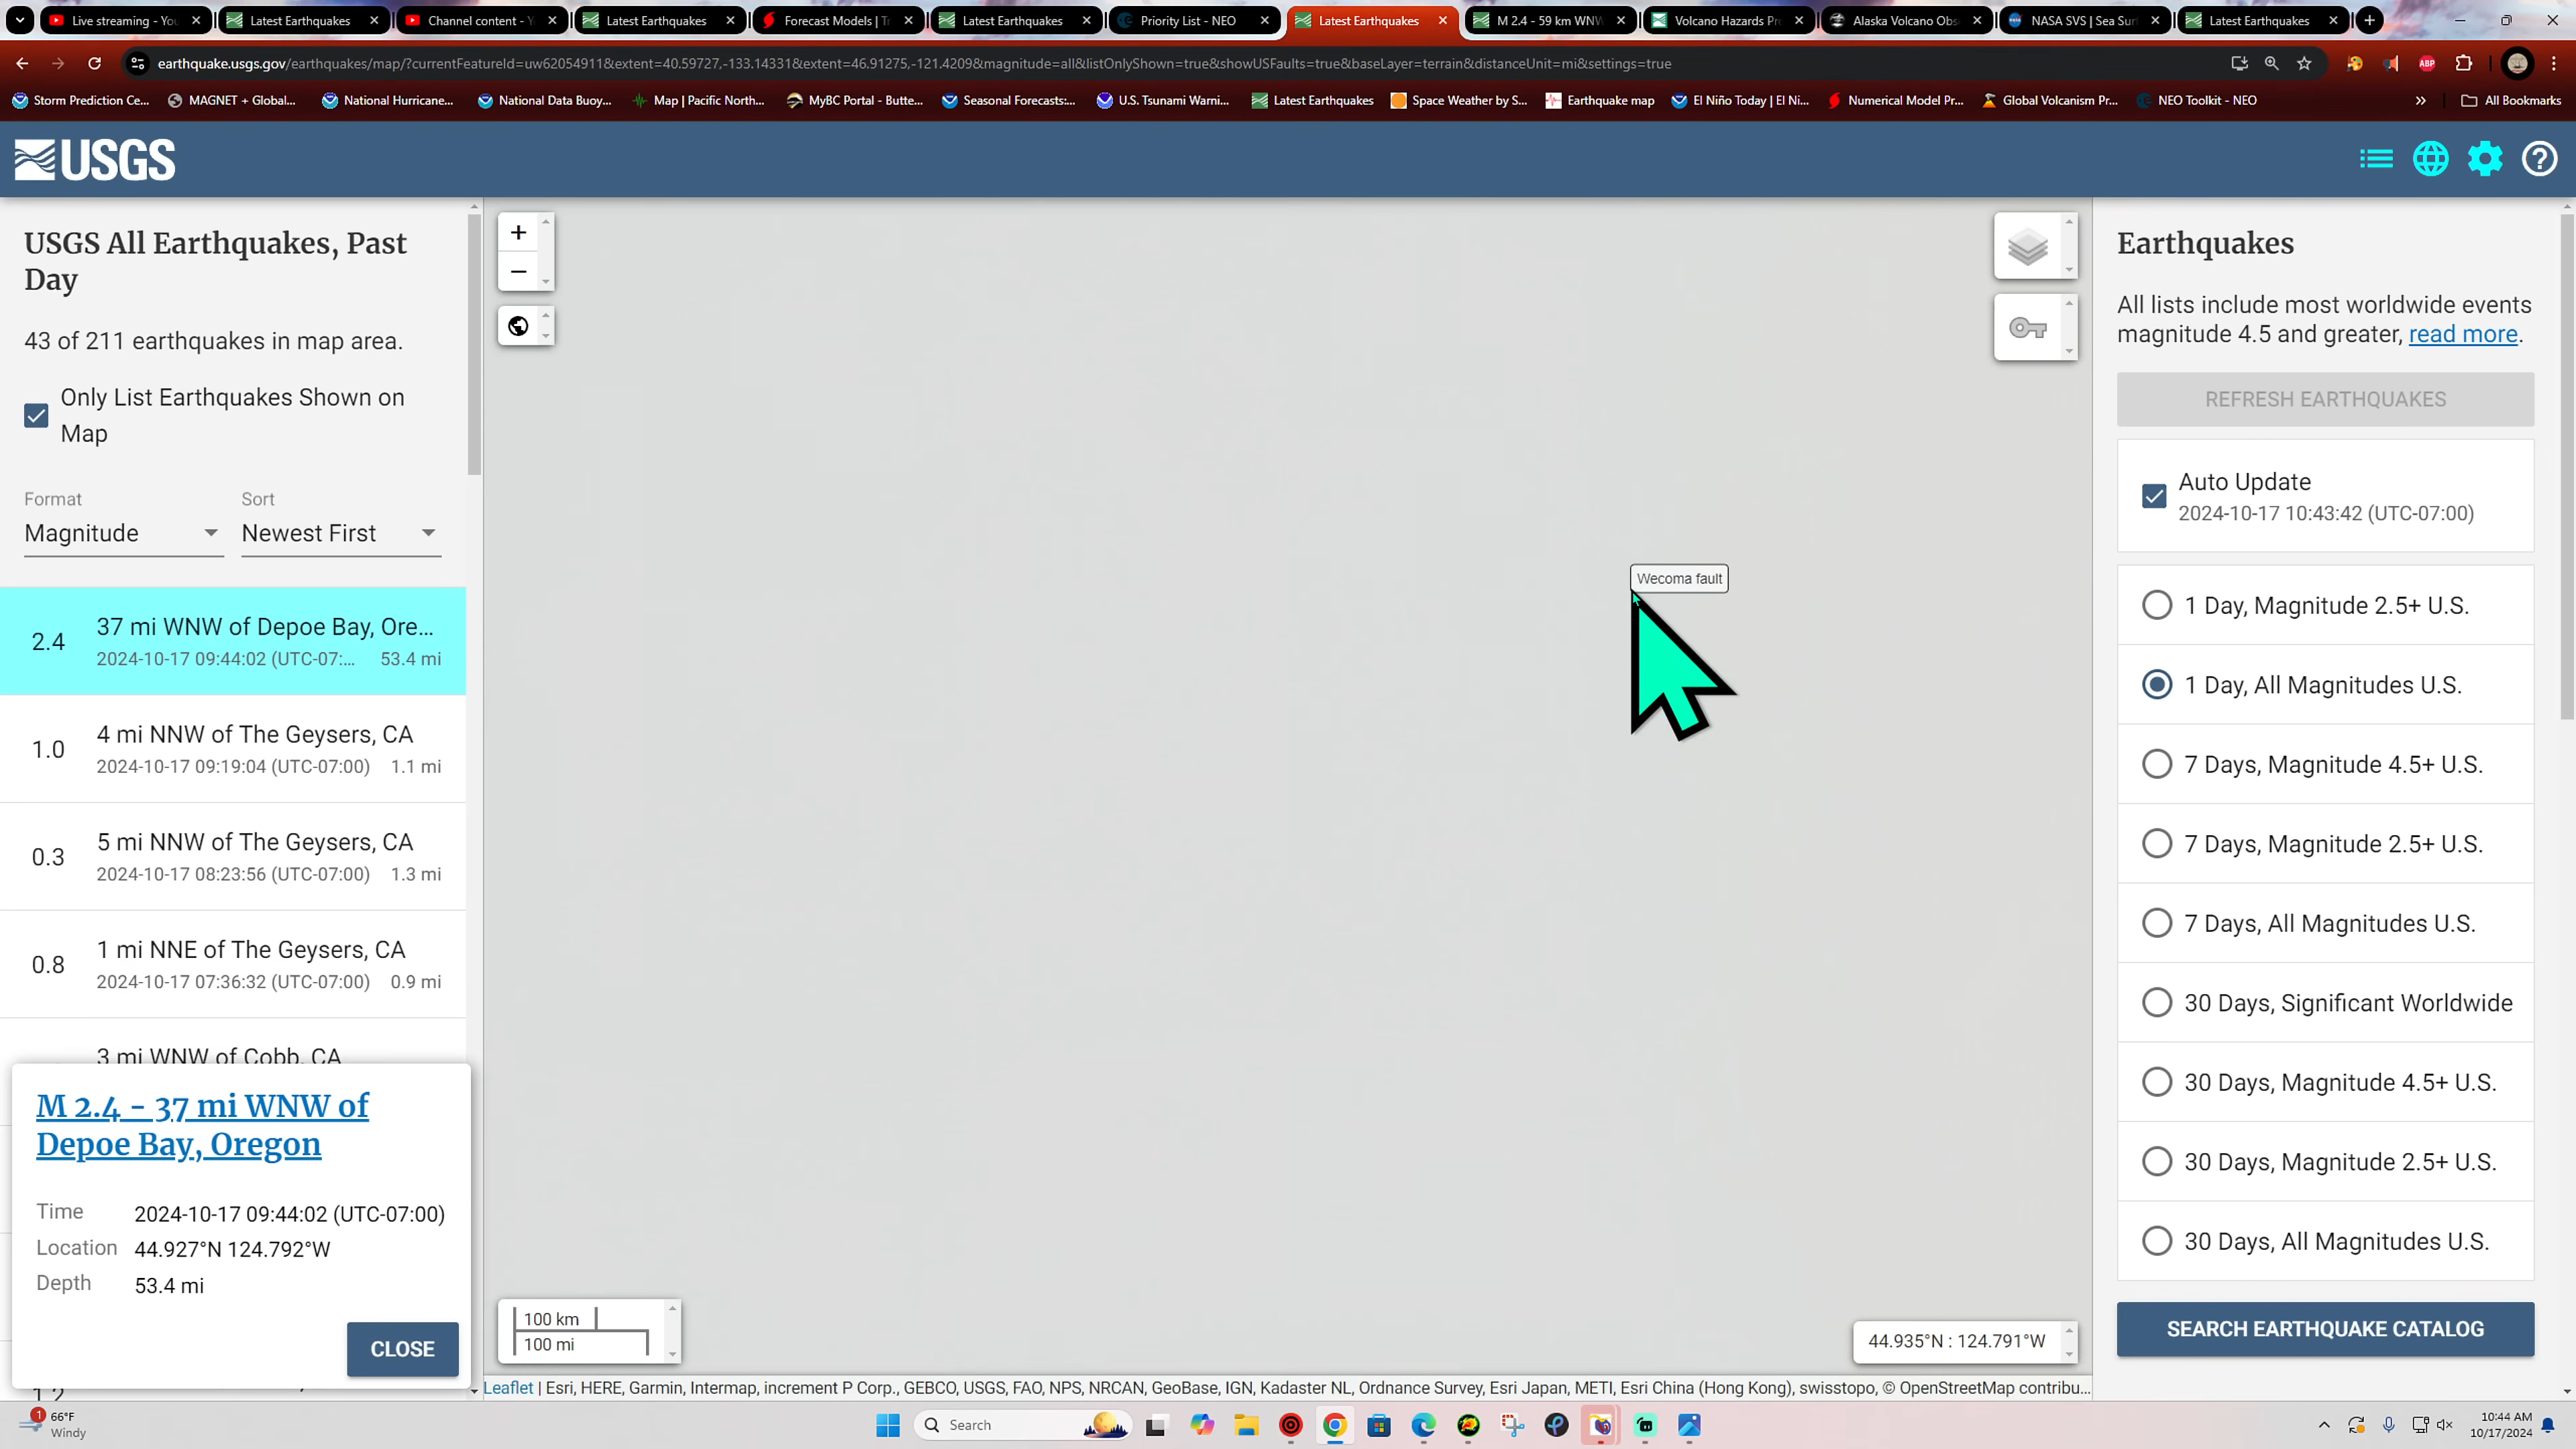 Live streaming - You
Latest Earthquakes
Channel content - Y
Latest Earthquakes
Forecast Models | Tr
Latest Earthquakes
Priority List - NEO
Latest Earthquakes
M 2.4 - 59 km WNW
Volcano Hazards Pr
Alaska Volcano Obs
NASA SVS | Sea Sur
Latest Earthquakes
earthquake.usgs.gov/earthquakes/map/?currentFeatureId=uw62054911&extent=40.59727,-133.14331&extent=46.91275,-121.4209&magnitude=all&listOnlyShown=true&showUSFaults=true&baseLayer=terrain&distanceUnit=mi&settings=true
ABP
Storm Prediction Ce...
MAGNET + Global...
National Hurricane...
National Data Buoy...
Map | Pacific North...
MyBC Portal - Butte...
Seasonal Forecasts:...
U.S. Tsunami Warni...
Latest Earthquakes
Space Weather by S...
Earthquake map
El Niño Today | El Ni...
Numerical Model Pr...
Global Volcanism Pr...
NEO Toolkit - NEO
All Bookmarks
USGS
USGS All Earthquakes, Past
Day
43 of 211 earthquakes in map area.
Only List Earthquakes Shown on
Map
Format
Sort
Magnitude
Newest First
2.4
37 mi WNW of Depoe Bay, Ore...
2024-10-17 09:44:02 (UTC-07:...
53.4 mi
1.0
4 mi NNW of The Geysers, CA
2024-10-17 09:19:04 (UTC-07:00)
1.1 mi
0.3
5 mi NNW of The Geysers, CA
2024-10-17 08:23:56 (UTC-07:00)
1.3 mi
0.8
1 mi NNE of The Geysers, CA
2024-10-17 07:36:32 (UTC-07:00)
0.9 mi
3 mi WNW of Cobb, CA
M 2.4 - 37 mi WNW of
Depoe Bay, Oregon
Time
2024-10-17 09:44:02 (UTC-07:00)
Location
44.927°N 124.792°W
Depth
53.4 mi
CLOSE
1.2
+
−
Wecoma fault
100 km
100 mi
44.935°N : 124.791°W
Leaflet | Esri, HERE, Garmin, Intermap, increment P Corp., GEBCO, USGS, FAO, NPS, NRCAN, GeoBase, IGN, Kadaster NL, Ordnance Survey, Esri Japan, METI, Esri China (Hong Kong), swisstopo, © OpenStreetMap contribu...
Earthquakes
All lists include most worldwide events
magnitude 4.5 and greater, read more.
REFRESH EARTHQUAKES
Auto Update
2024-10-17 10:43:42 (UTC-07:00)
1 Day, Magnitude 2.5+ U.S.
1 Day, All Magnitudes U.S.
7 Days, Magnitude 4.5+ U.S.
7 Days, Magnitude 2.5+ U.S.
7 Days, All Magnitudes U.S.
30 Days, Significant Worldwide
30 Days, Magnitude 4.5+ U.S.
30 Days, Magnitude 2.5+ U.S.
30 Days, All Magnitudes U.S.
SEARCH EARTHQUAKE CATALOG
1
66°F
Windy
Search
10:44 AM
10/17/2024